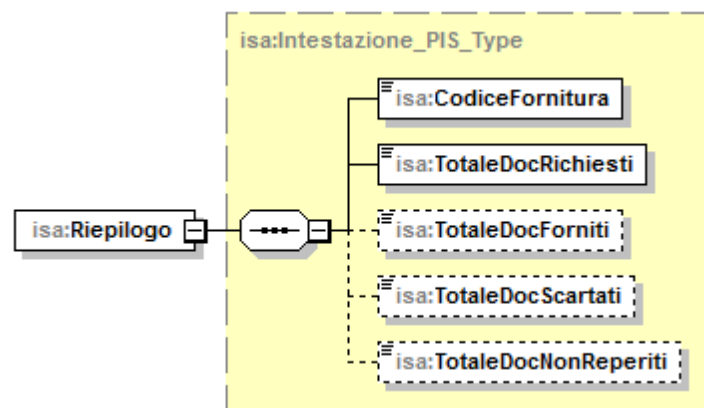 isa:Intestazione_PIS_Type
isa:CodiceFornitura
isa:TotaleDocRichiesti
isa:Riepilogo
isa:TotaleDocForniti
isa:TotaleDocScartati
isa:TotaleDocNonReperiti